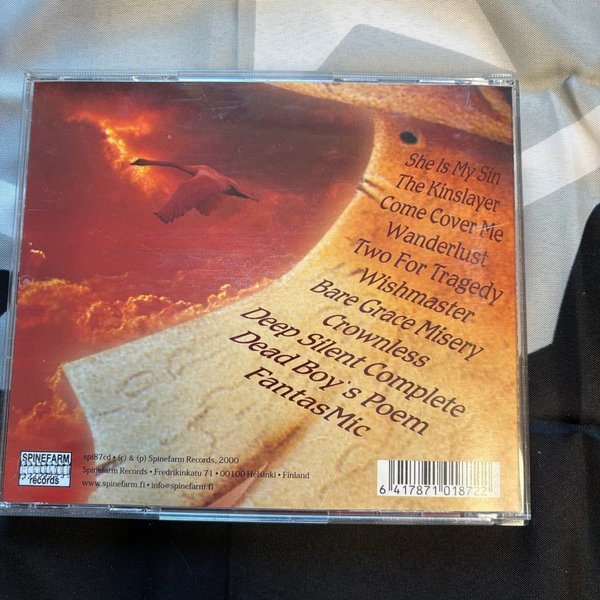 She Is My Sin
The Kinslayer
Come Cover Me
Wanderlust
Two For Tragedy
Wishmaster
Bare Grace Misery
Crownless
Deep Silent Complete
Dead Boy's Poem
FantasMic
SPINEFARM
records
spi87cd • (c) & (p) Spinefarm Records, 2000
Spinefarm Records • Fredrikinkatu 71 • 00100 Helsinki • Finland
www.spinefarm.fi • info@spinefarm.fi
6 417871 018722